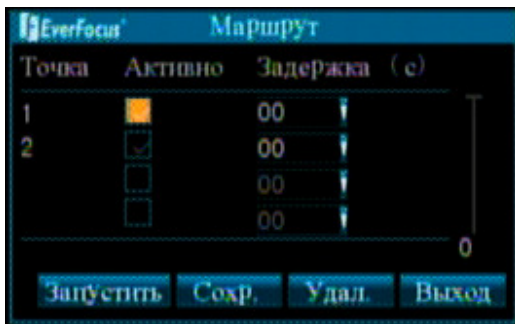 EverFocus Маршрут
Точка Активно Задержка (с)
1 00
2 00
00
00
0
Запустить Сохр. Удал. Выход